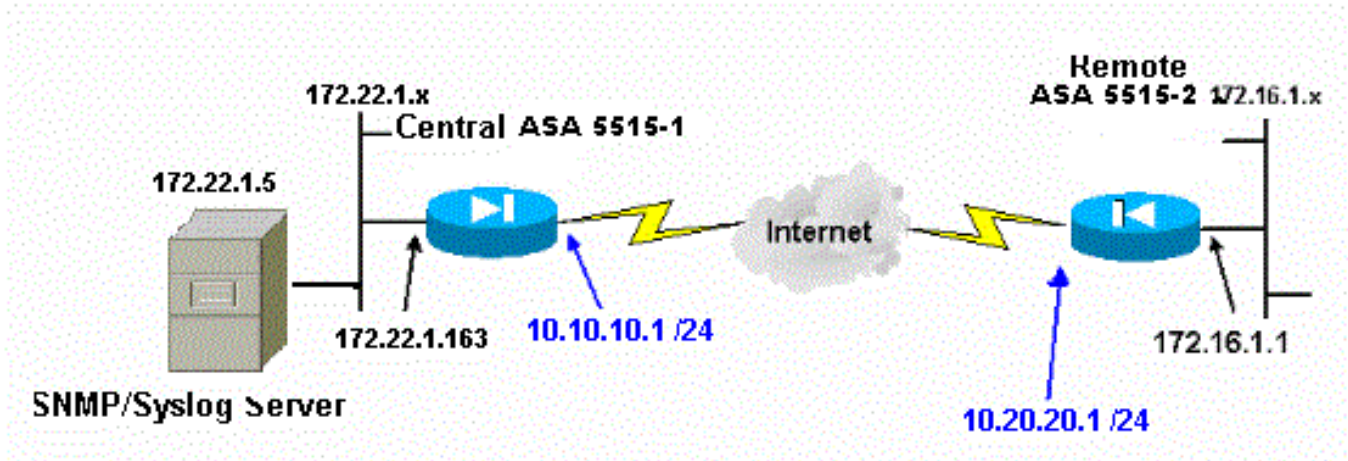 172.22.1.x
Central ASA 5515-1
172.22.1.5
172.22.1.163
10.10.10.1 /24
SNMP/Syslog Server
Internet
Remote
ASA 5515-2 172.16.1.x
172.16.1.1
10.20.20.1 /24